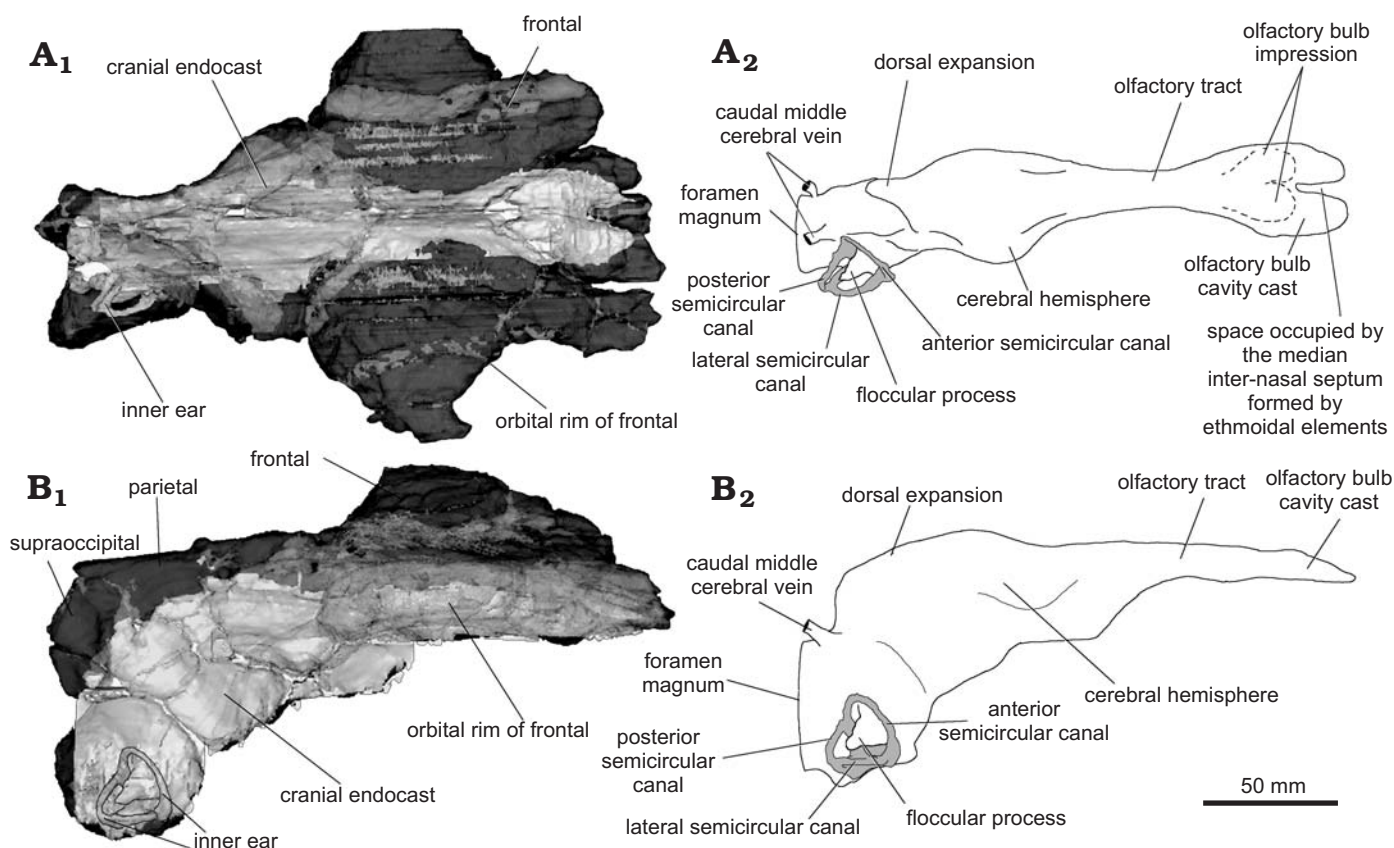 A1
frontal
cranial endocast
inner ear
orbital rim of frontal
A2
dorsal expansion
olfactory bulb
impression
olfactory tract
caudal middle
cerebral vein
foramen
magnum
posterior
semicircular
canal
lateral semicircular
canal
floccular process
anterior semicircular canal
cerebral hemisphere
olfactory bulb
cavity cast
space occupied by
the median
inter-nasal septum
formed by
ethmoidal elements
B1
frontal
parietal
supraoccipital
orbital rim of frontal
cranial endocast
inner ear
B2
dorsal expansion
olfactory tract
olfactory bulb
cavity cast
caudal middle
cerebral vein
foramen
magnum
cerebral hemisphere
anterior
semicircular canal
posterior
semicircular
canal
lateral semicircular canal
floccular process
50 mm